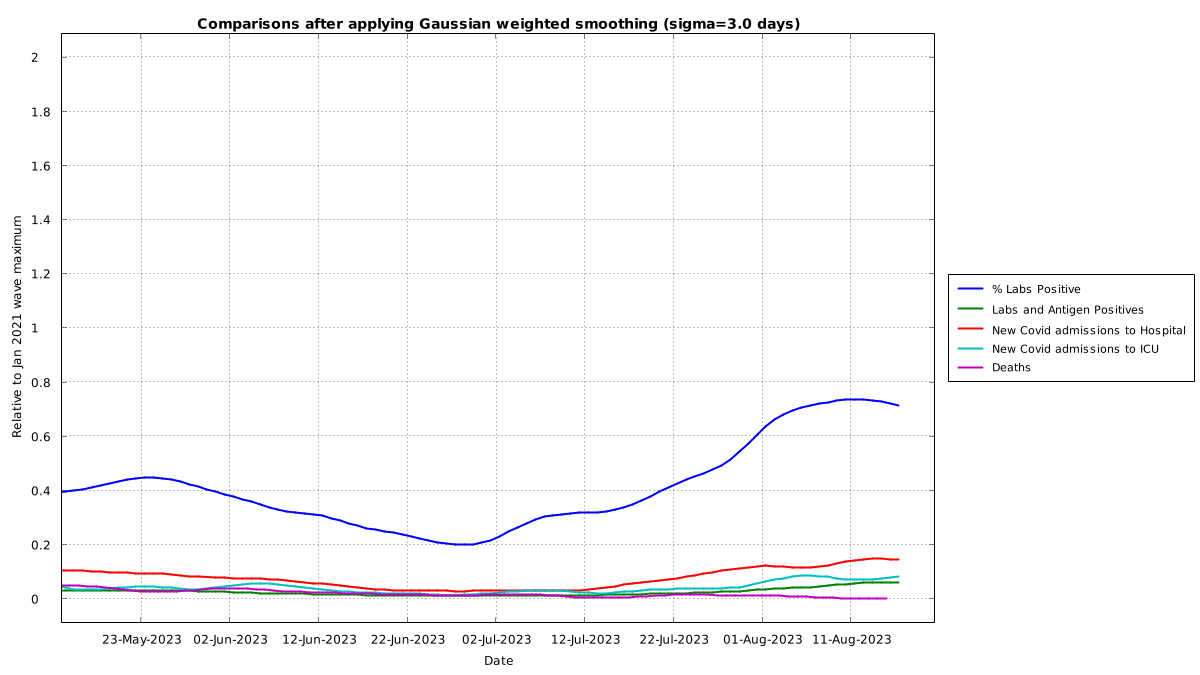 Comparisons after applying Gaussian weighted smoothing (sigma=3.0 days)
2
1.8
1.6
1.4
1.2
1
0.8
0.6
0.4
0.2
0
Relative to Jan 2021 wave maximum
23-May-2023 02-Jun-2023 12-Jun-2023 22-Jun-2023 02-Jul-2023 12-Jul-2023 22-Jul-2023 01-Aug-2023 11-Aug-2023
Date
% Labs Positive
Labs and Antigen Positives
New Covid admissions to Hospital
New Covid admissions to ICU
Deaths